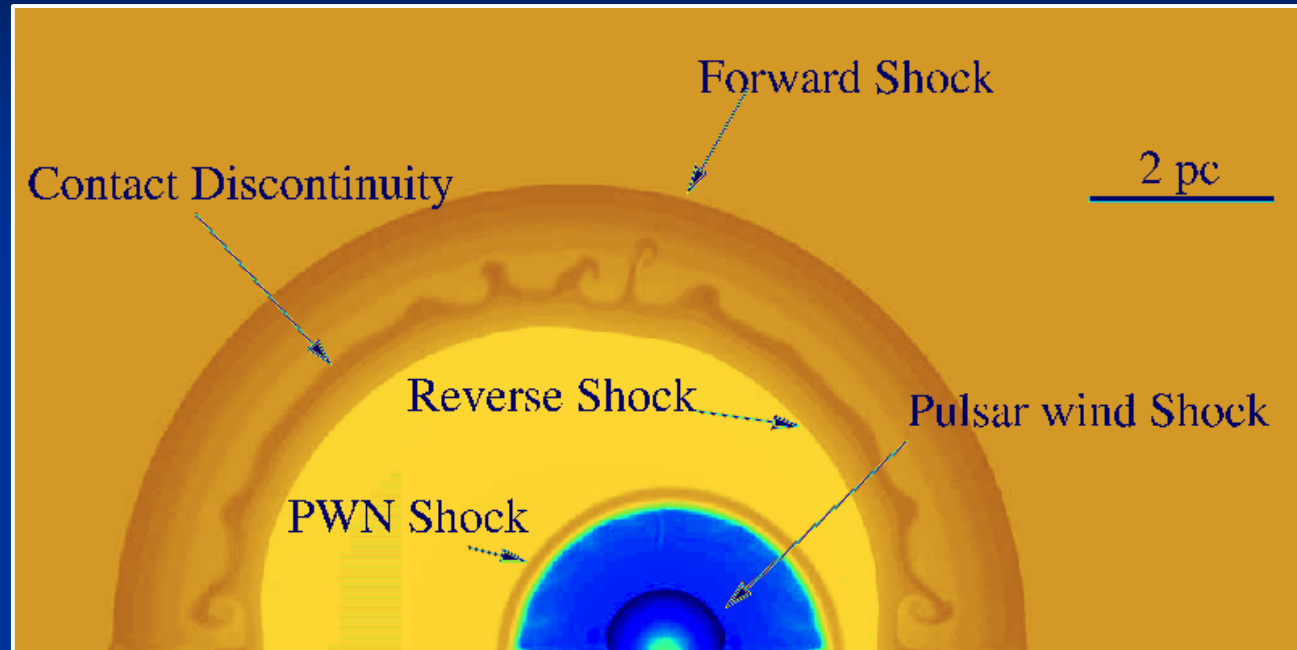 Forward Shock
2 pc
Contact Discontinuity
Reverse Shock
Pulsar wind Shock
PWN Shock